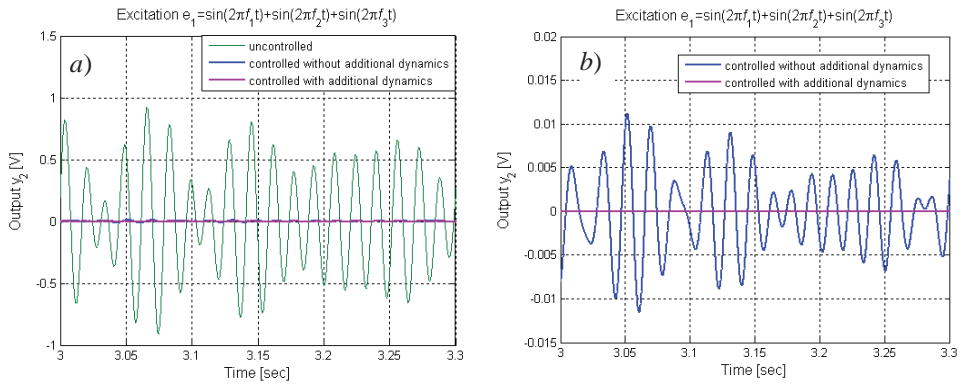 Excitation e₁=sin(2πf₁t)+sin(2πf₂t)+sin(2πf₃t)
a)
uncontrolled
controlled without additional dynamics
controlled with additional dynamics
Output y₂ [V]
1.5
1
0.5
0
-0.5
-1
3 3.05 3.1 3.15 3.2 3.25 3.3
Time [sec]
Excitation e₁=sin(2πf₁t)+sin(2πf₂t)+sin(2πf₃t)
b)
controlled without additional dynamics
controlled with additional dynamics
Output y₂ [V]
0.02
0.015
0.01
0.005
0
-0.005
-0.01
-0.015
3 3.05 3.1 3.15 3.2 3.25 3.3
Time [sec]